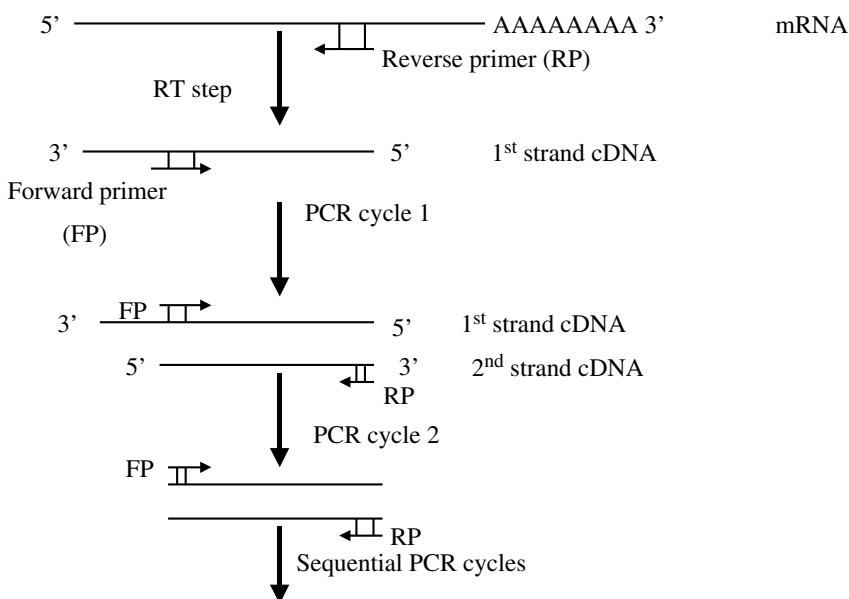 5’ AAAAAAAA 3’ mRNA
Reverse primer (RP)
RT step
3’ 5’ 1st strand cDNA
Forward primer
(FP)
PCR cycle 1
FP
3’ 5’ 1st strand cDNA
5’ 3’ 2nd strand cDNA
RP
PCR cycle 2
FP
RP
Sequential PCR cycles